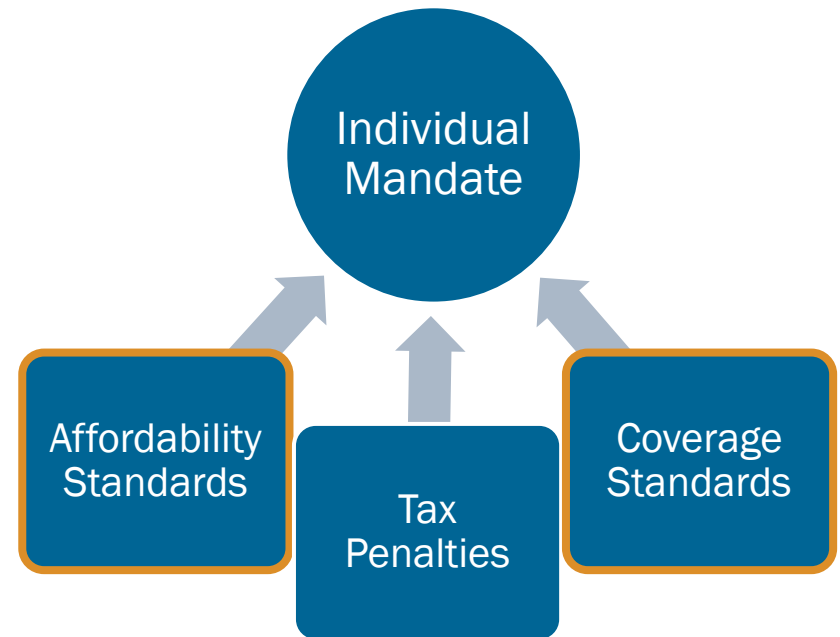 Individual
Mandate
Affordability
Standards
Tax
Penalties
Coverage
Standards